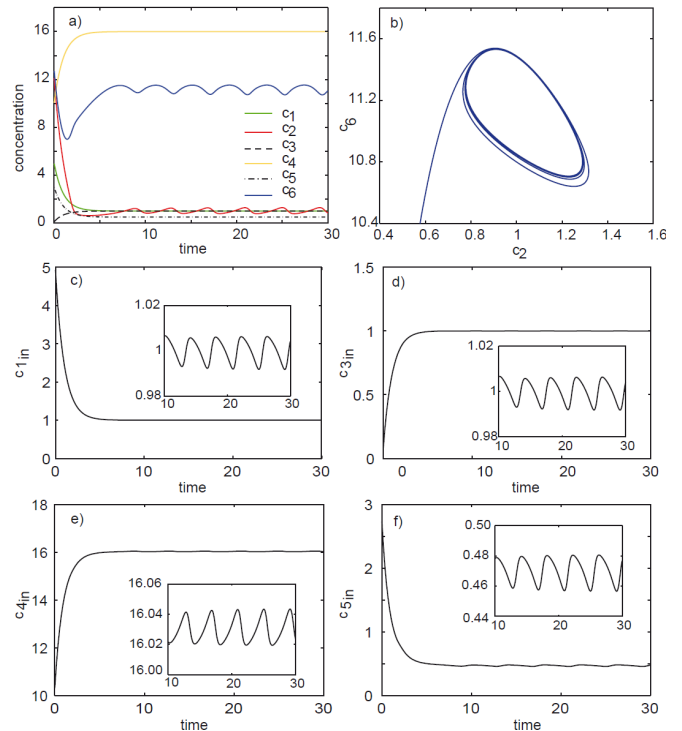 a)
16
12
8
4
0
concentration
c1
c2
c3
c4
c5
c6
0 10 20 30
time
b)
11.6
11.2
10.8
10.4
c6
0.4 0.6 0.8 1 1.2 1.4 1.6
c2
c)
5
4
3
2
1
0
c1in
1.02
1
0.98
10 20 30
0 10 20 30
time
d)
1.5
1
0.5
0
c3in
1.02
1
0.98
10 20 30
0 10 20 30
time
e)
18
16
14
12
10
c4in
16.06
16.04
16.02
16.00
10 20 30
0 10 20 30
time
f)
3
2
1
0
c5in
0.50
0.48
0.46
0.44
10 20 30
0 10 20 30
time